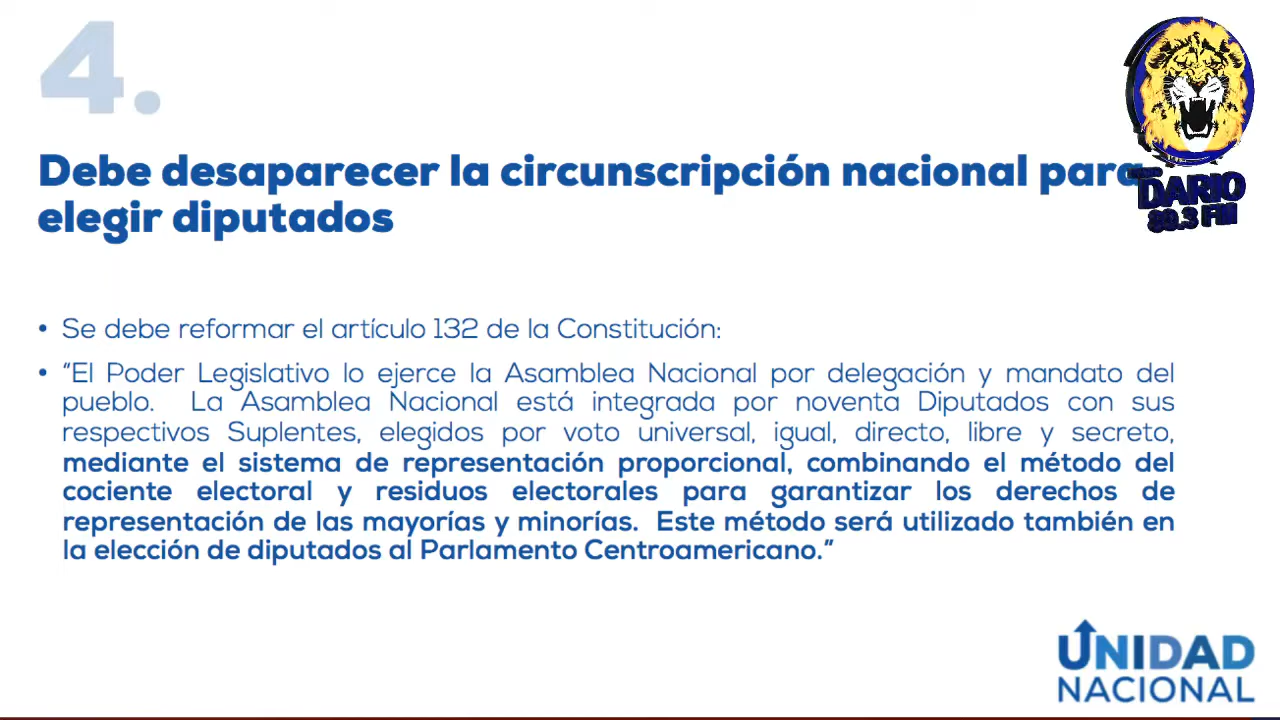 4.
Debe desaparecer la circunscripción nacional para
elegir diputados
DARIO
89.3 FM
• Se debe reformar el artículo 132 de la Constitución:
• “El Poder Legislativo lo ejerce la Asamblea Nacional por delegación y mandato del
pueblo. La Asamblea Nacional está integrada por noventa Diputados con sus
respectivos Suplentes, elegidos por voto universal, igual, directo, libre y secreto,
mediante el sistema de representación proporcional, combinando el método del
cociente electoral y residuos electorales para garantizar los derechos de
representación de las mayorías y minorías. Este método será utilizado también en
la elección de diputados al Parlamento Centroamericano.”
UNIDAD
NACIONAL